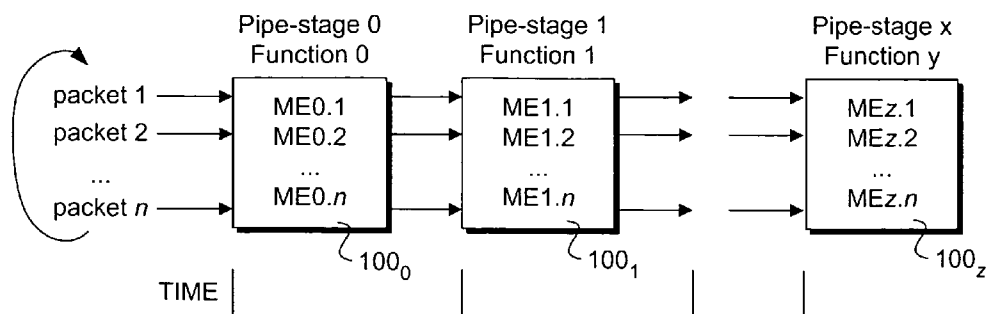 Pipe-stage 0
Function 0
Pipe-stage 1
Function 1
Pipe-stage x
Function y
packet 1
packet 2
...
packet n
ME0.1
ME0.2
...
ME0.n
ME1.1
ME1.2
...
ME1.n
MEz.1
MEz.2
...
MEz.n
100₀
100₁
100z
TIME